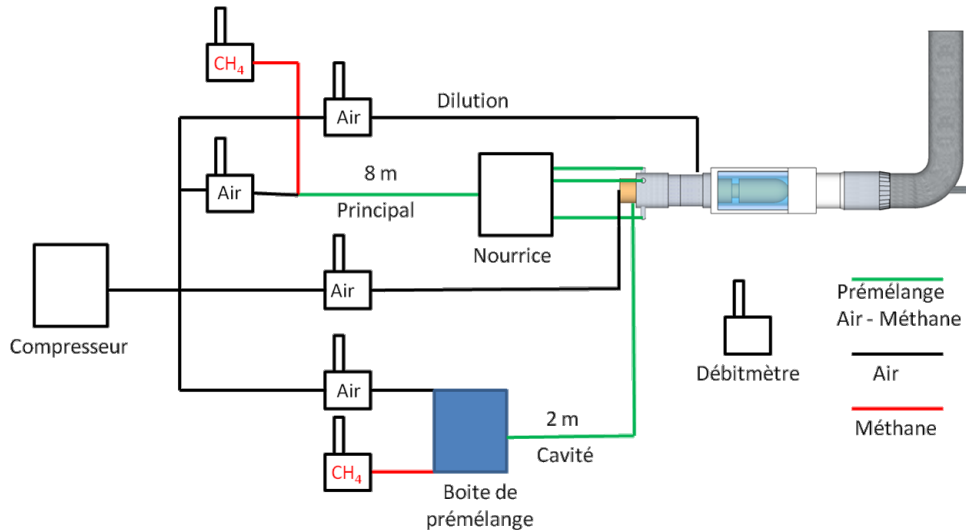 CH4
Air
Dilution
Air
8 m
Principal
Nourrice
Air
Compresseur
Prémélange
Air - Méthane
Débitmètre
Air
Air
2 m
Cavité
Méthane
CH4
Boite de
prémélange